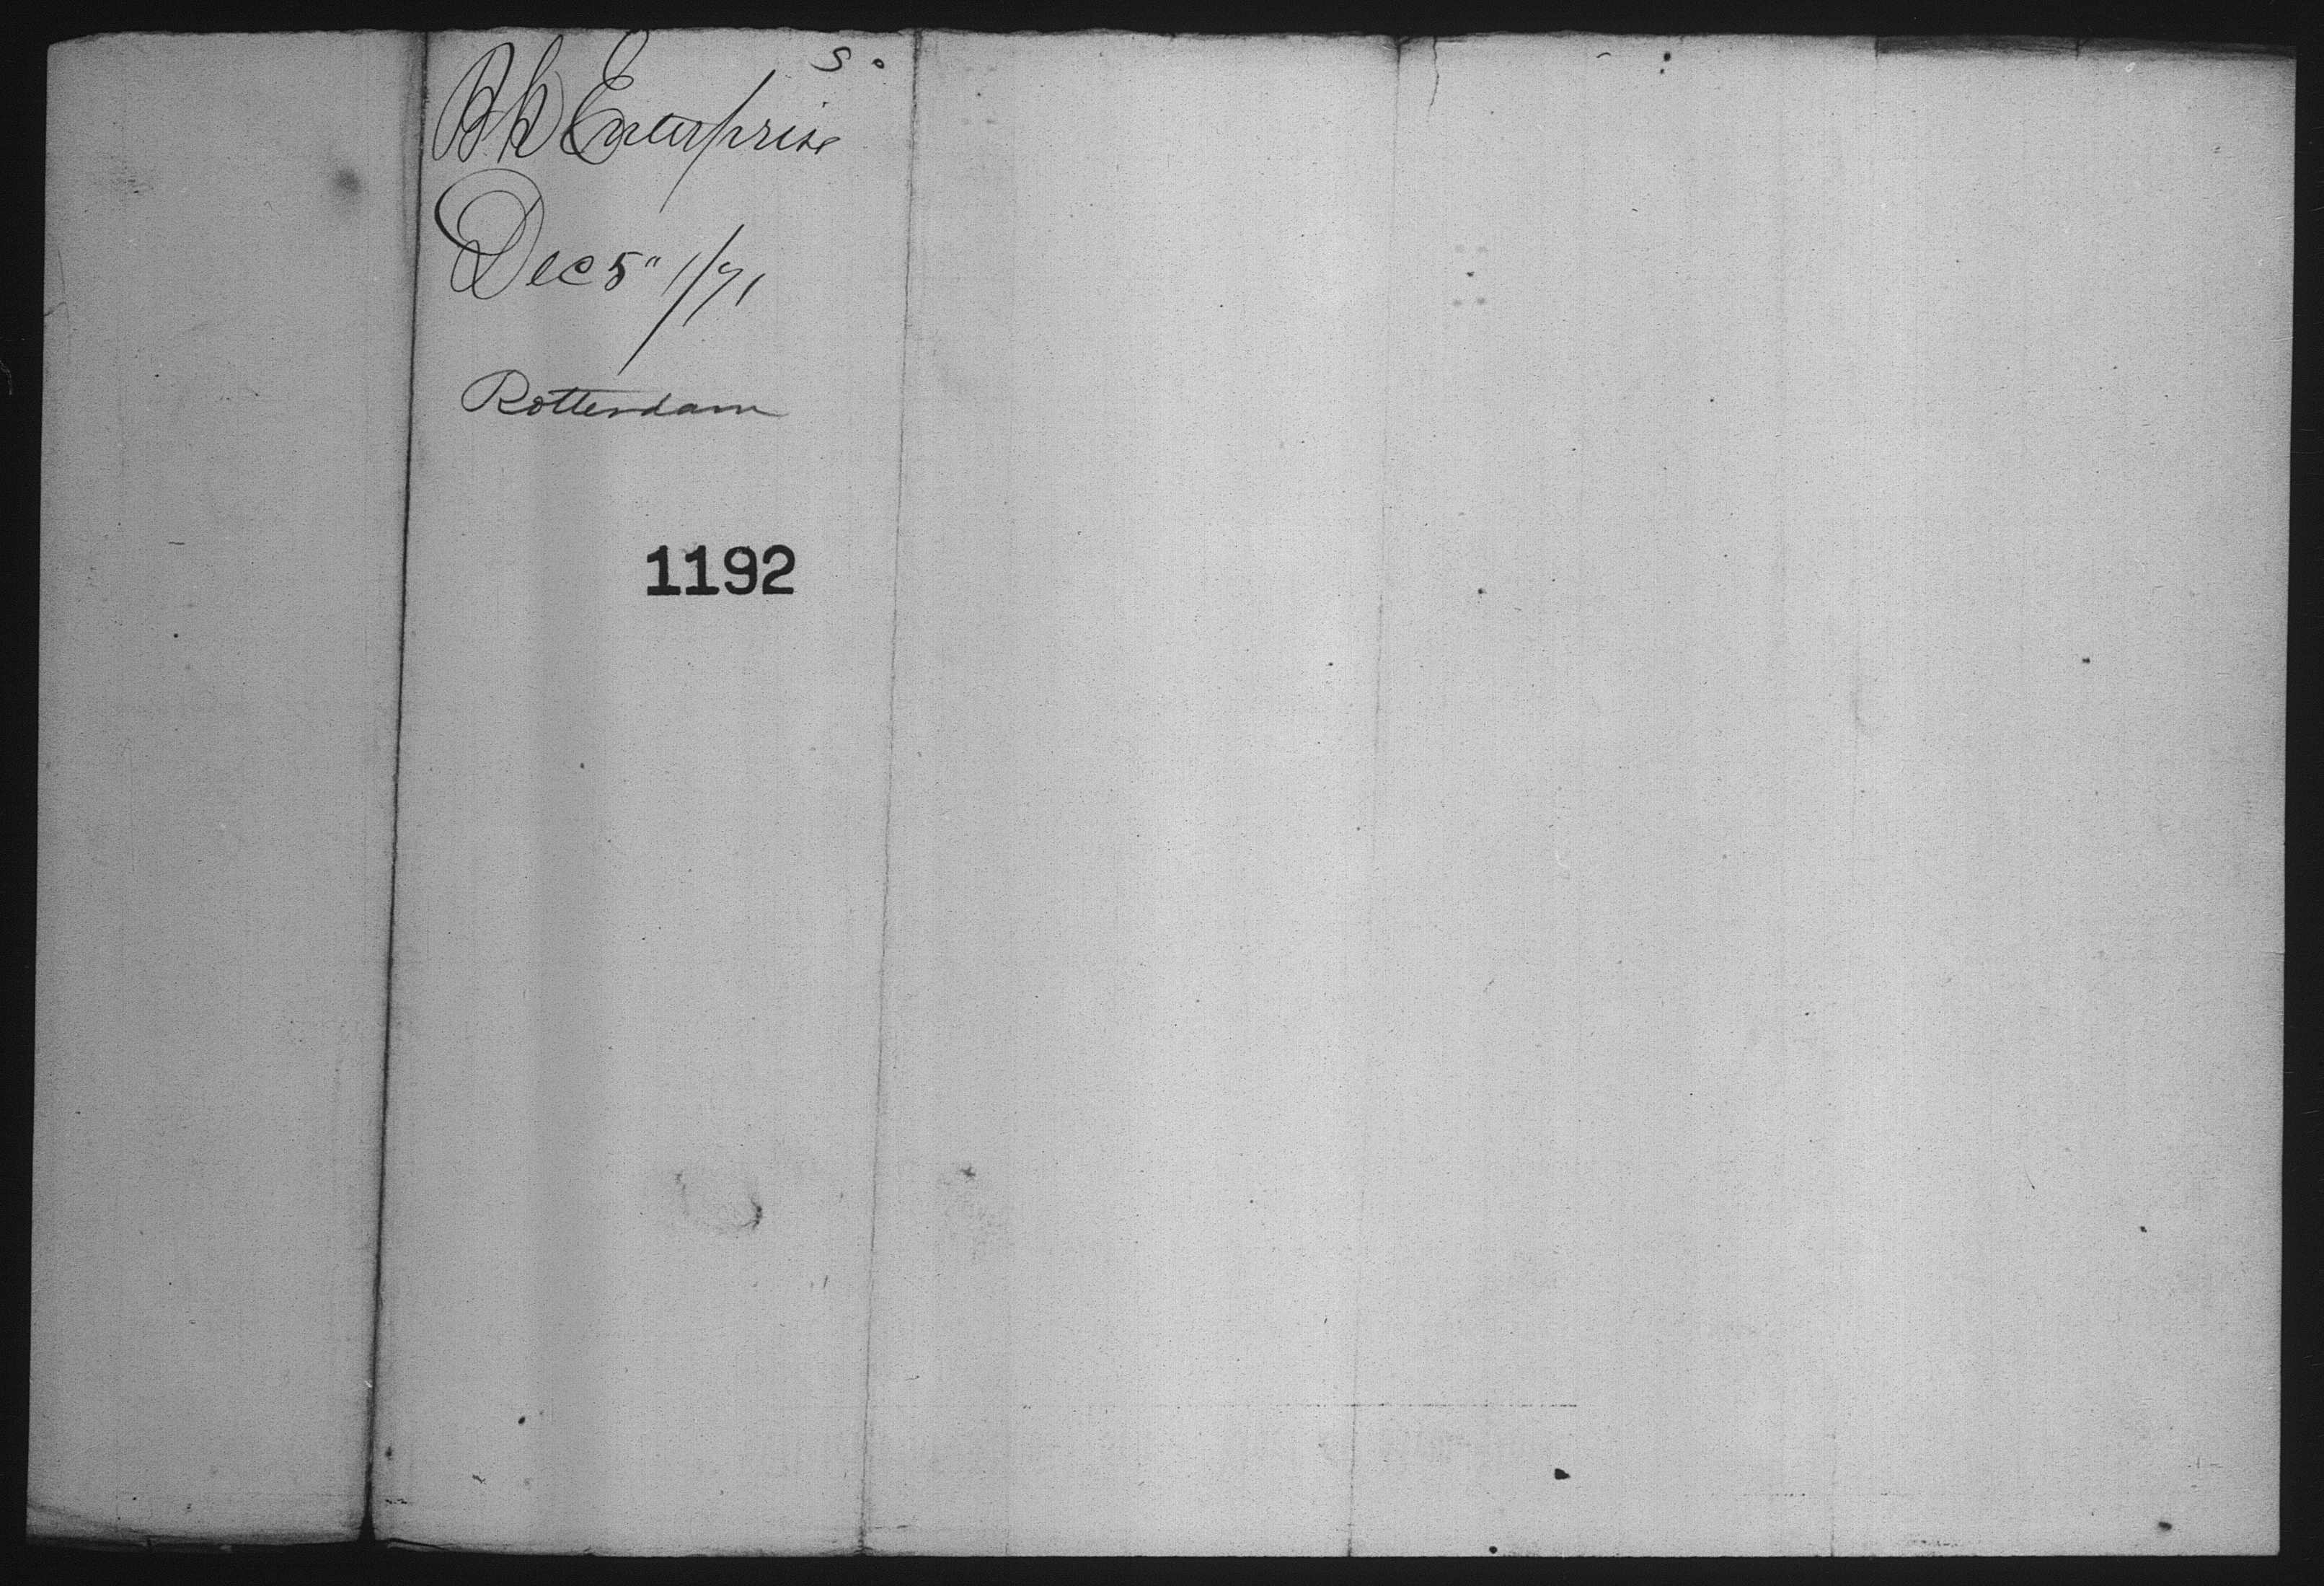 S.
Bk Enterprise
Dec 5" 1/71
Rotterdam
1192